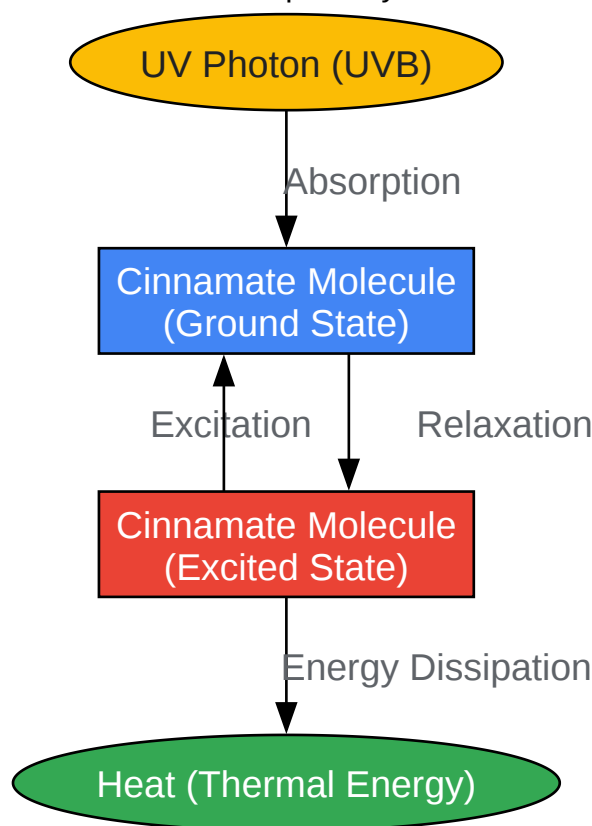 UV Photon (UVB)
Absorption
Cinnamate Molecule
(Ground State)
Excitation
Relaxation
Cinnamate Molecule
(Excited State)
Energy Dissipation
Heat (Thermal Energy)